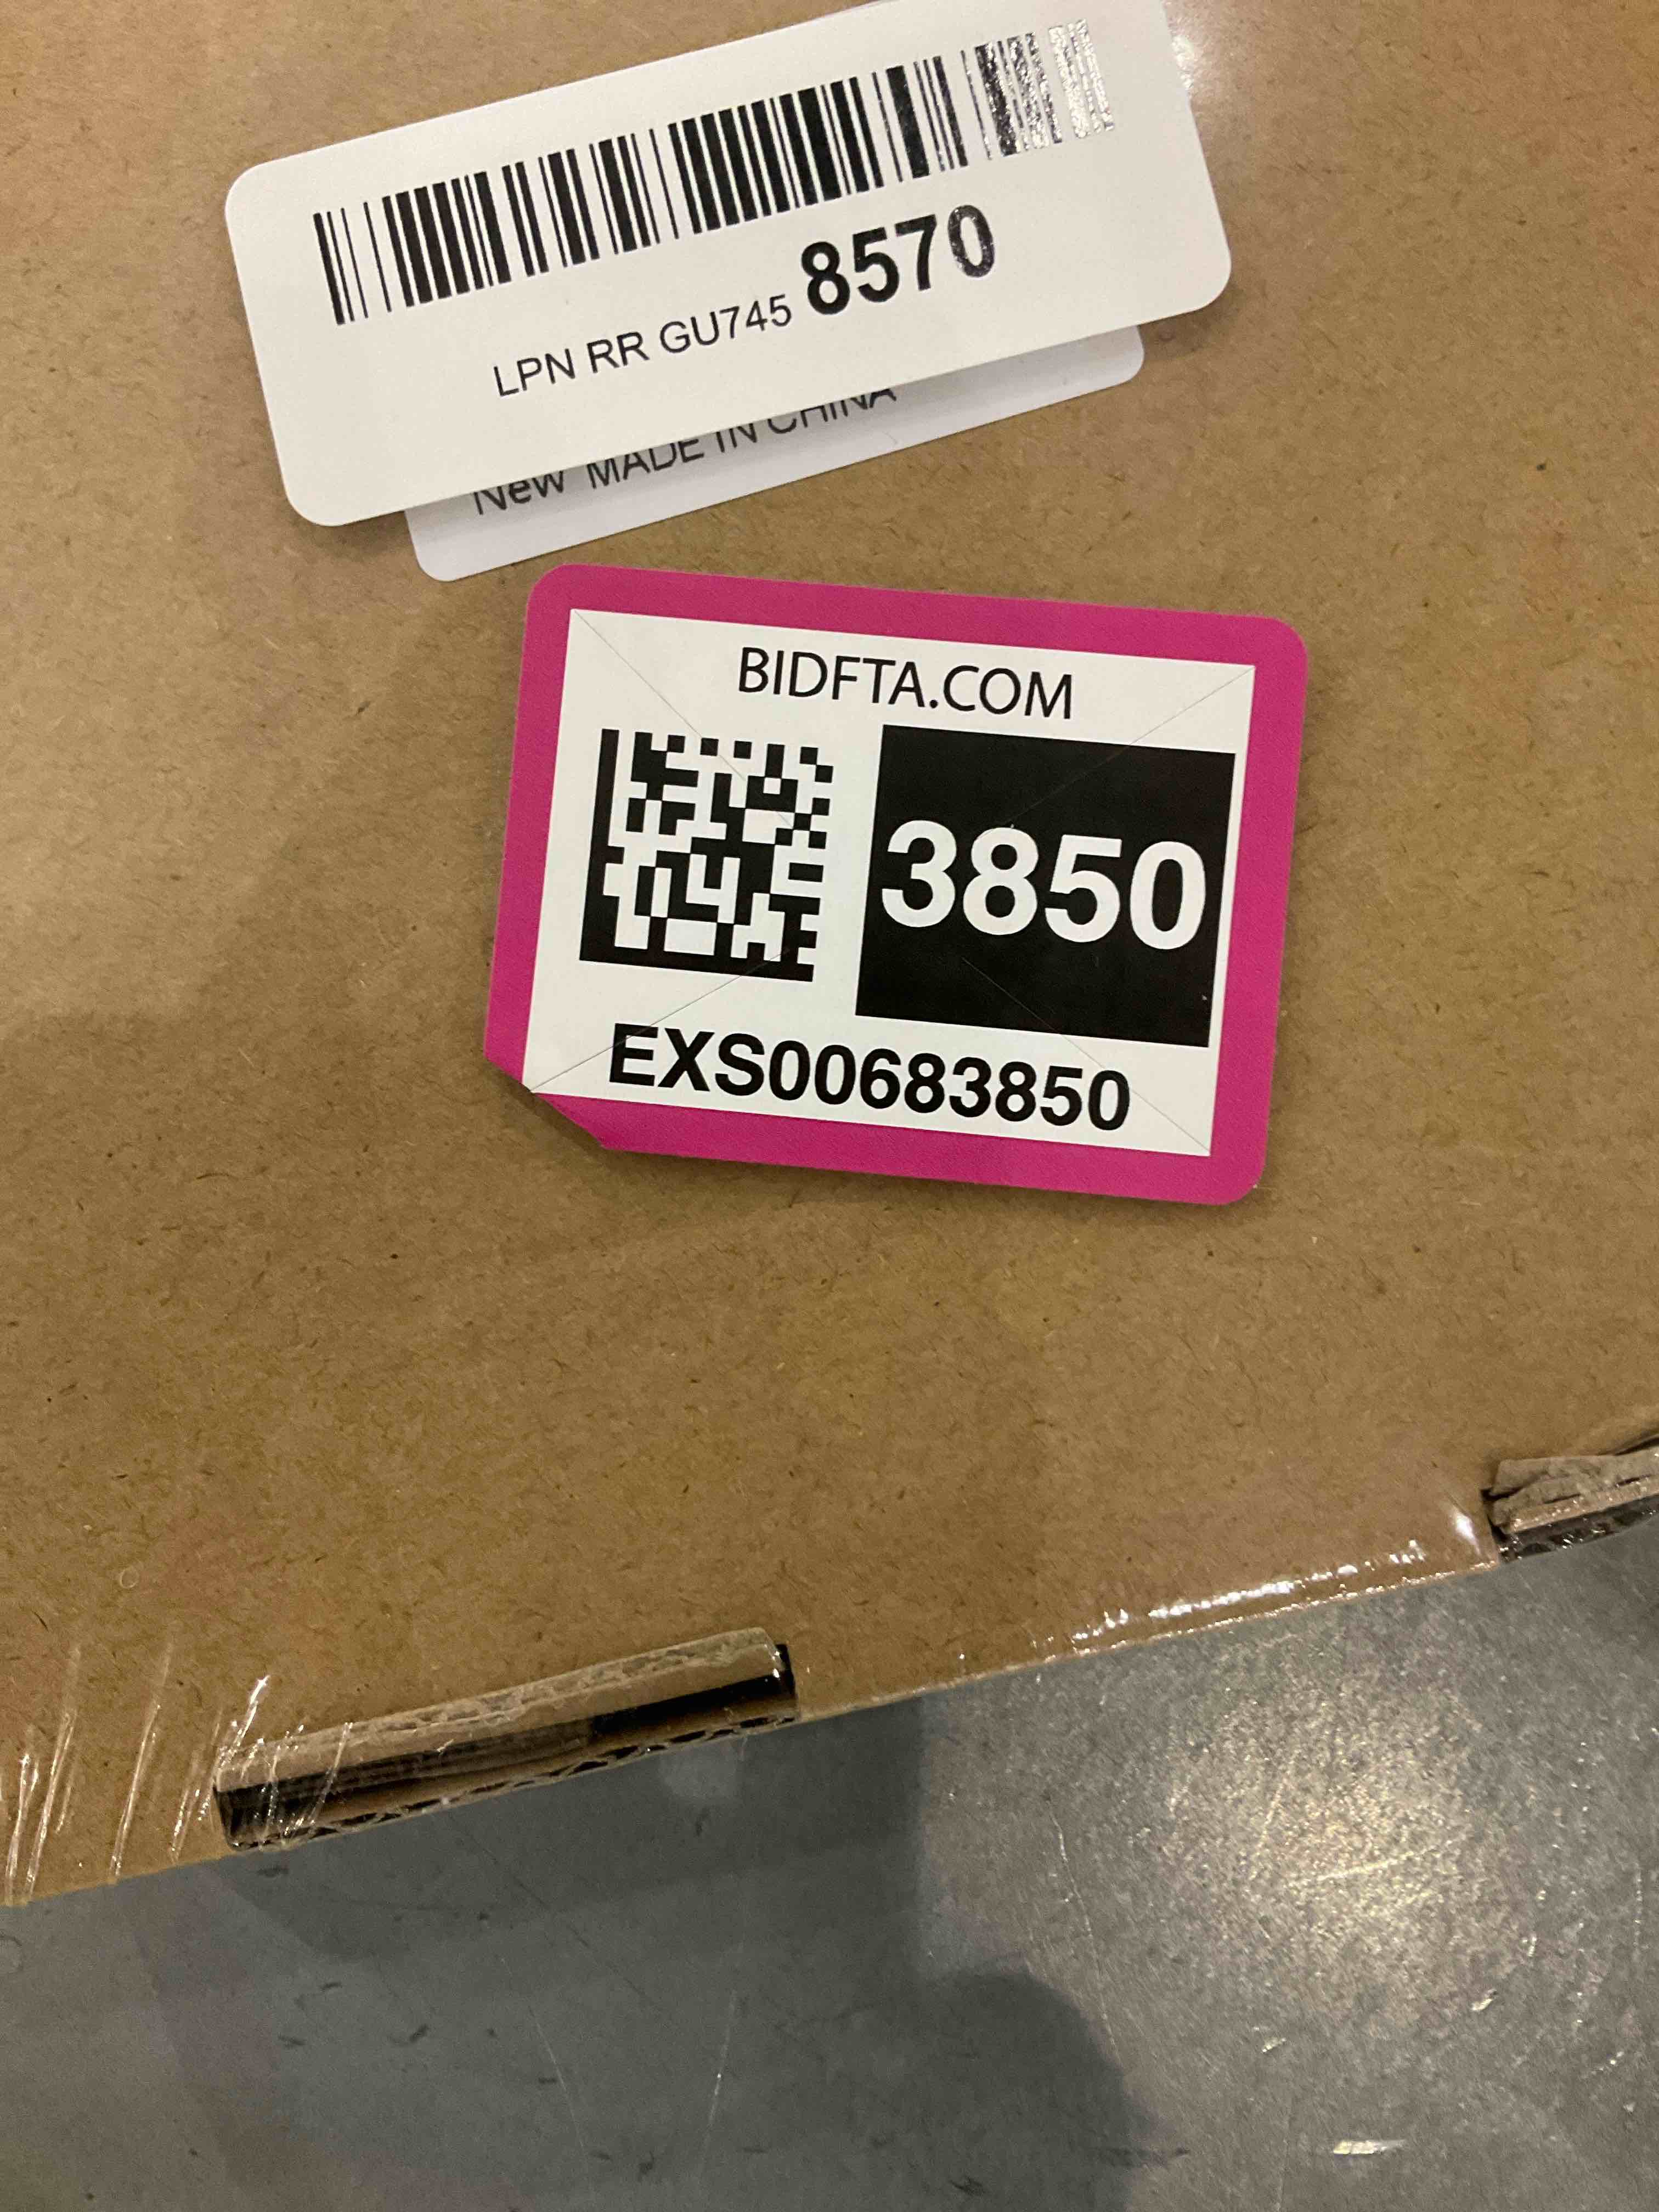 LPN RR GU745 8570
New MADE IN CHINA
BIDFTA.COM
3850
EXS00683850